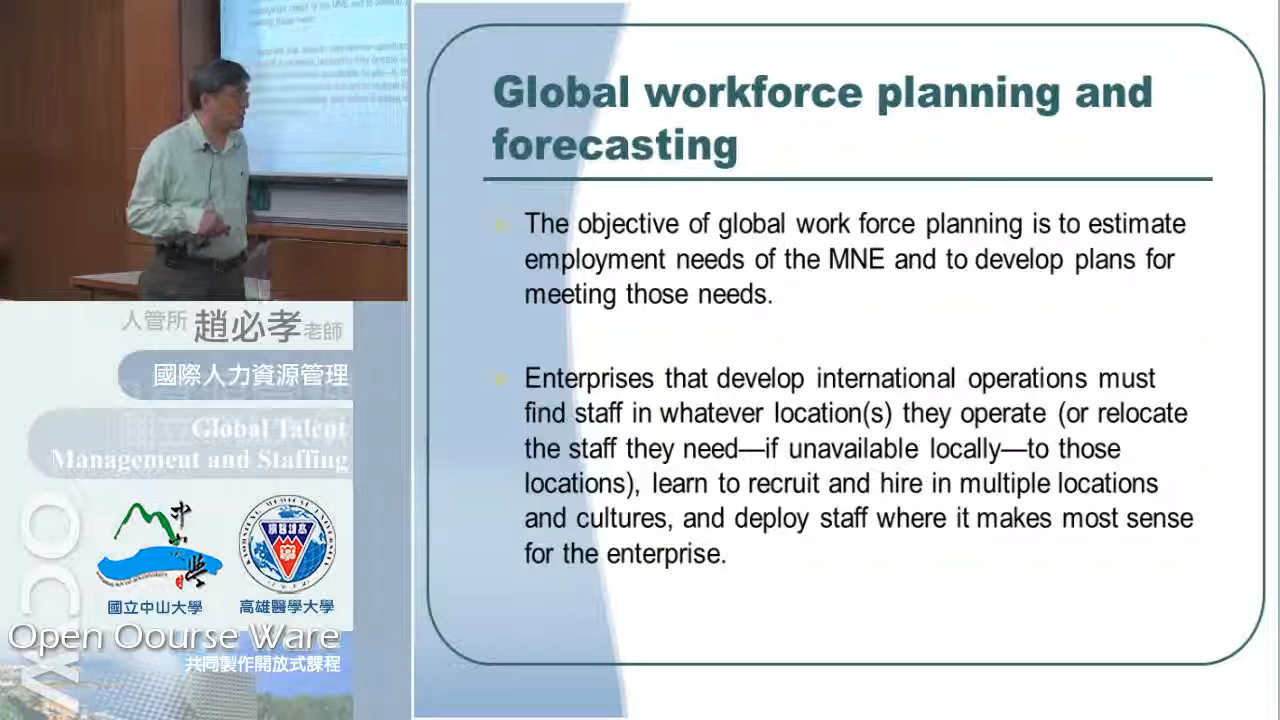 Global workforce planning and
forecasting
The objective of global work force planning is to estimate
employment needs of the MNE and to develop plans for
meeting those needs.
Enterprises that develop international operations must
find staff in whatever location(s) they operate (or relocate
the staff they need—if unavailable locally—to those
locations), learn to recruit and hire in multiple locations
and cultures, and deploy staff where it makes most sense
for the enterprise.
人管所 趙必孝老師
國際人力資源管理
Global Talent
Management and Staffing
國立中山大學
高雄醫學大學
Open Oourse Ware
共同製作開放式課程
OCW